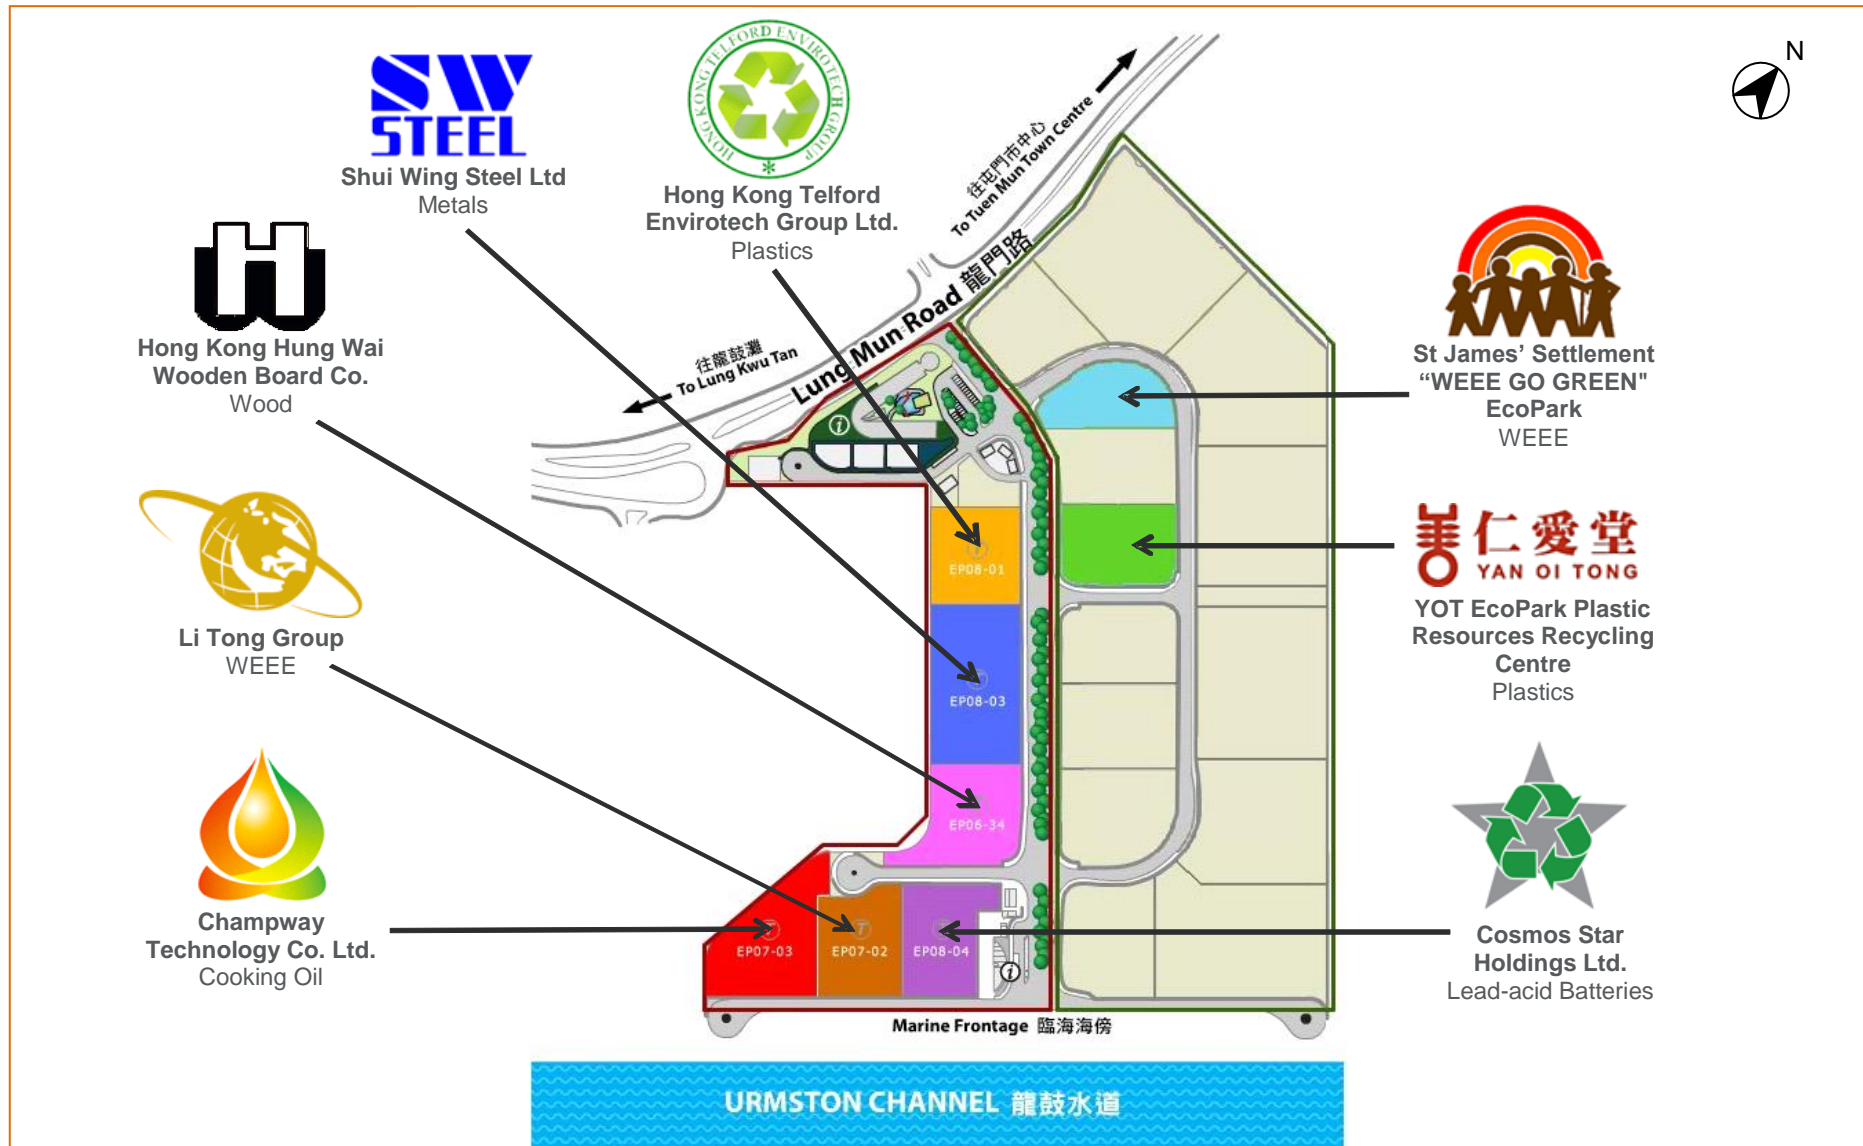 N
HONG KONG TELFORD ENVIROTECH GROUP
SW
STEEL
Shui Wing Steel Ltd
Metals
Hong Kong Telford
Envirotech Group Ltd.
Plastics
往屯門市中心
To Tuen Mun Town Centre
Lung Mun Road 龍門路
往龍鼓灘
To Lung Kwu Tan
Hong Kong Hung Wai
Wooden Board Co.
Wood
St James’ Settlement
“WEEE GO GREEN"
EcoPark
WEEE
Li Tong Group
WEEE
仁愛堂
YAN OI TONG
YOT EcoPark Plastic
Resources Recycling
Centre
Plastics
i
EP08-01
EP08-03
EP06-34
Champway
Technology Co. Ltd.
Cooking Oil
T
EP07-03
T
EP07-02
EP08-04
i
Cosmos Star
Holdings Ltd.
Lead-acid Batteries
Marine Frontage 臨海海傍
URMSTON CHANNEL 龍鼓水道